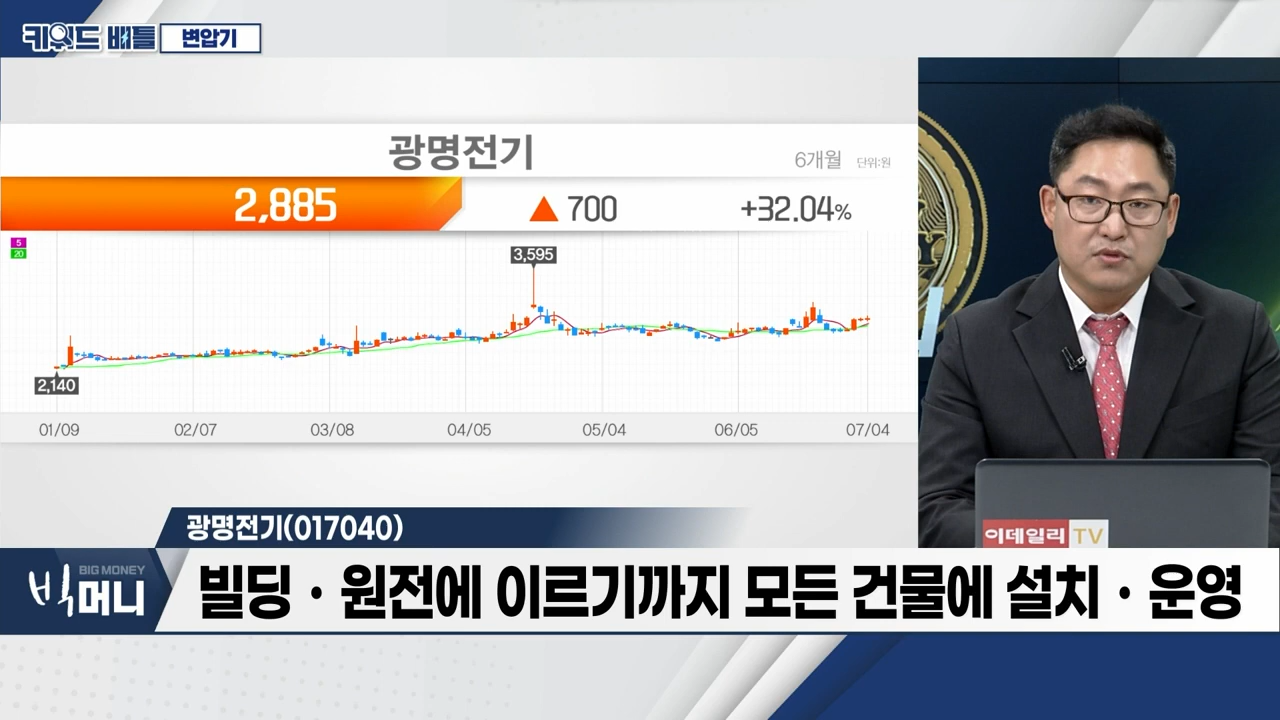 키워드 배틀 변압기
광명전기
6개월 단위:원
2,885 ▲ 700 +32.04%
5
20
3,595
2,140
01/09 02/07 03/08 04/05 05/04 06/05 07/04
이데일리 TV
광명전기(017040)
BIG MONEY
빅머니
빌딩·원전에 이르기까지 모든 건물에 설치·운영